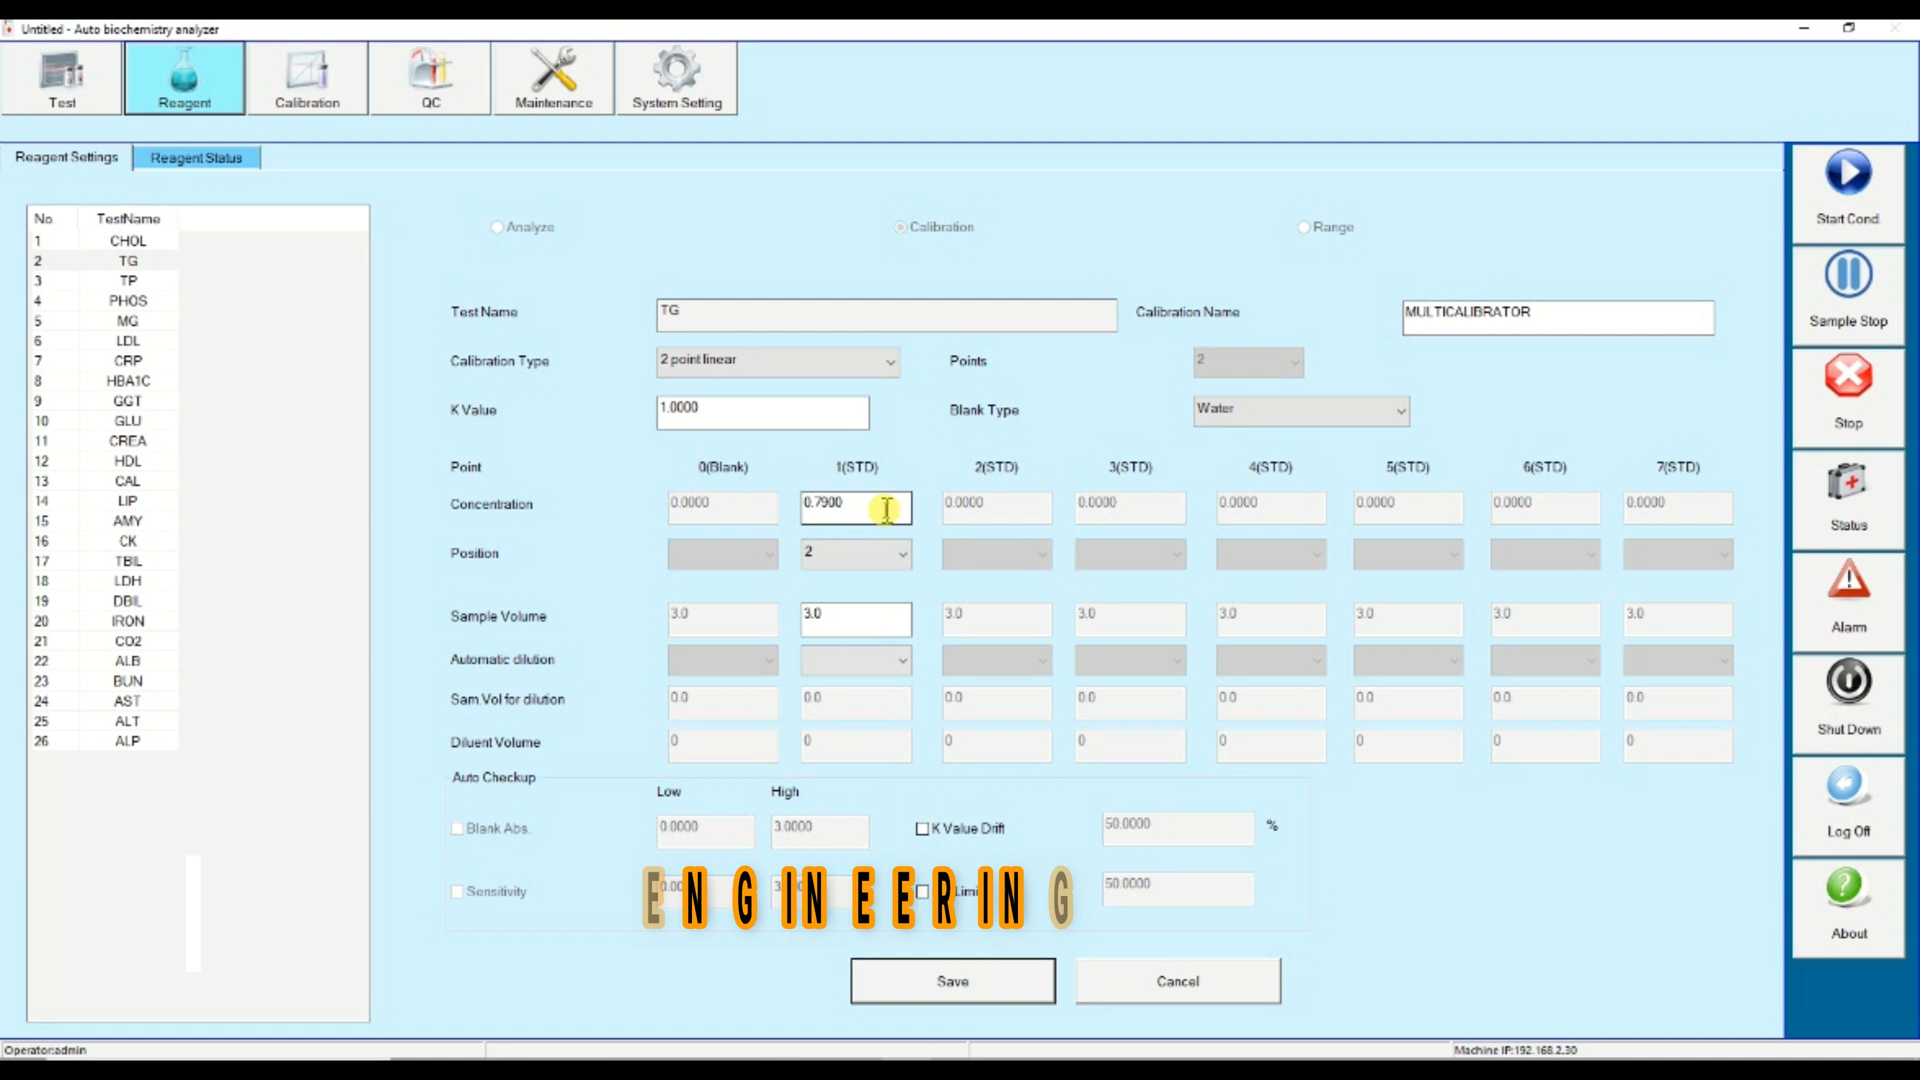 Untitled - Auto biochemistry analyzer
Test Reagent Calibration QC Maintenance System Setting
Reagent Settings Reagent Status
No. TestName
1 CHOL
2 TG
3 TP
4 PHOS
5 MG
6 LDL
7 CRP
8 HBA1C
9 GGT
10 GLU
11 CREA
12 HDL
13 CAL
14 LIP
15 AMY
16 CK
17 TBIL
18 LDH
19 DBIL
20 IRON
21 CO2
22 ALB
23 BUN
24 AST
25 ALT
26 ALP
Analyze Calibration Range
Test Name TG Calibration Name MULTICALIBRATOR
Calibration Type 2 point linear Points 2
K Value 1.0000 Blank Type Water
Point 0(Blank) 1(STD) 2(STD) 3(STD) 4(STD) 5(STD) 6(STD) 7(STD)
Concentration 0.0000 0.7900 0.0000 0.0000 0.0000 0.0000 0.0000 0.0000
Position 2
Sample Volume 3.0 3.0 3.0 3.0 3.0 3.0 3.0 3.0
Automatic dilution
Sam.Vol for dilution 0.0 0.0 0.0 0.0 0.0 0.0 0.0 0.0
Diluent Volume 0 0 0 0 0 0 0 0
Auto Checkup
Low High
Blank Abs. 0.0000 3.0000 K Value Drift 50.0000 %
Sensitivity 50.0000
ENGINEERING
Save Cancel
Start Cond.
Sample Stop
Stop
Status
Alarm
Shut Down
Log Off
About
Operator:admin Machine IP:192.168.2.30